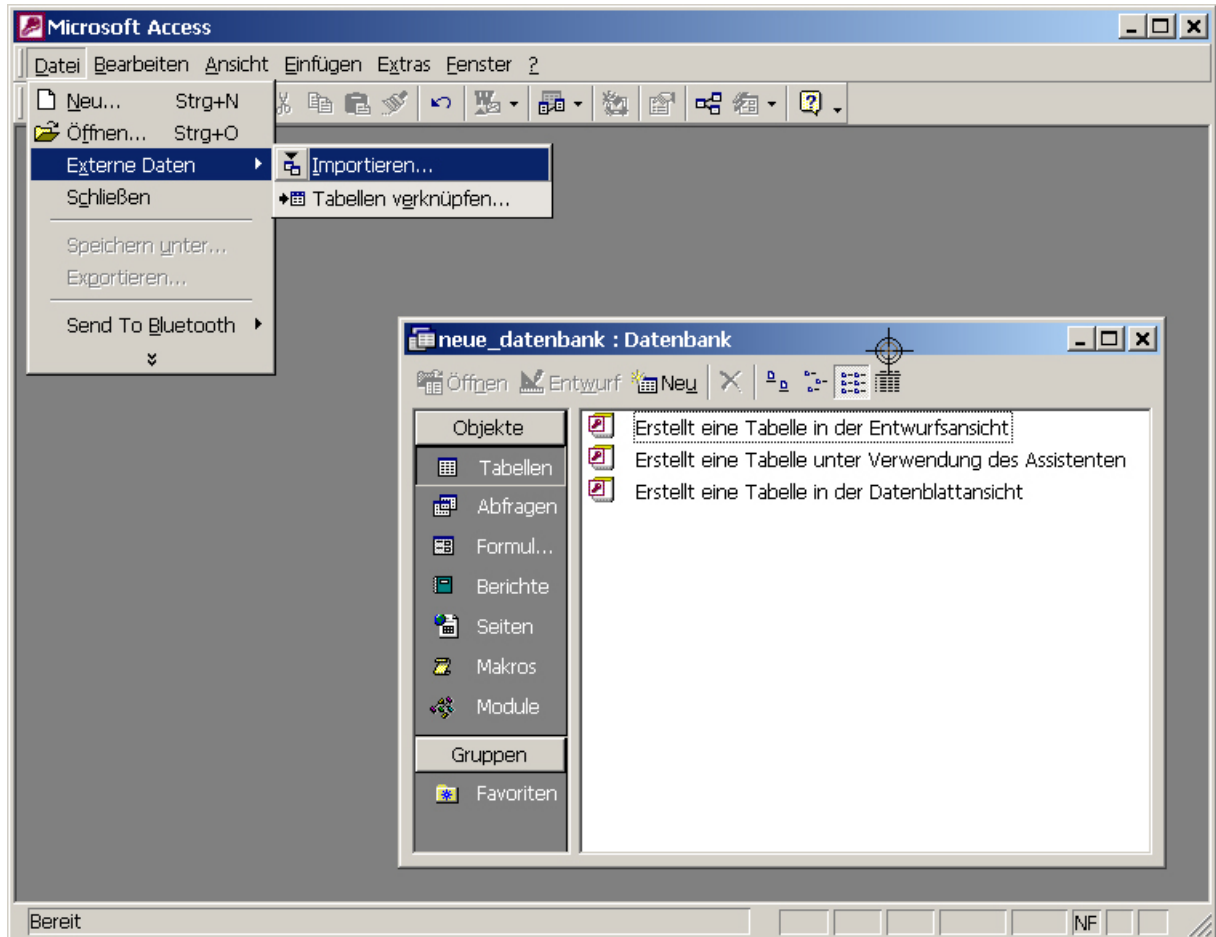 Microsoft Access
Datei Bearbeiten Ansicht Einfügen Extras Fenster ?
Neu... Strg+N
Öffnen... Strg+O
Externe Daten
Importieren...
Schließen
Tabellen verknüpfen...
Speichern unter...
Exportieren...
Send To Bluetooth
neue_datenbank : Datenbank
Öffnen Entwurf Neu
Objekte
Tabellen
Abfragen
Formul...
Berichte
Seiten
Makros
Module
Gruppen
Favoriten
Erstellt eine Tabelle in der Entwurfsansicht
Erstellt eine Tabelle unter Verwendung des Assistenten
Erstellt eine Tabelle in der Datenblattansicht
Bereit
NF